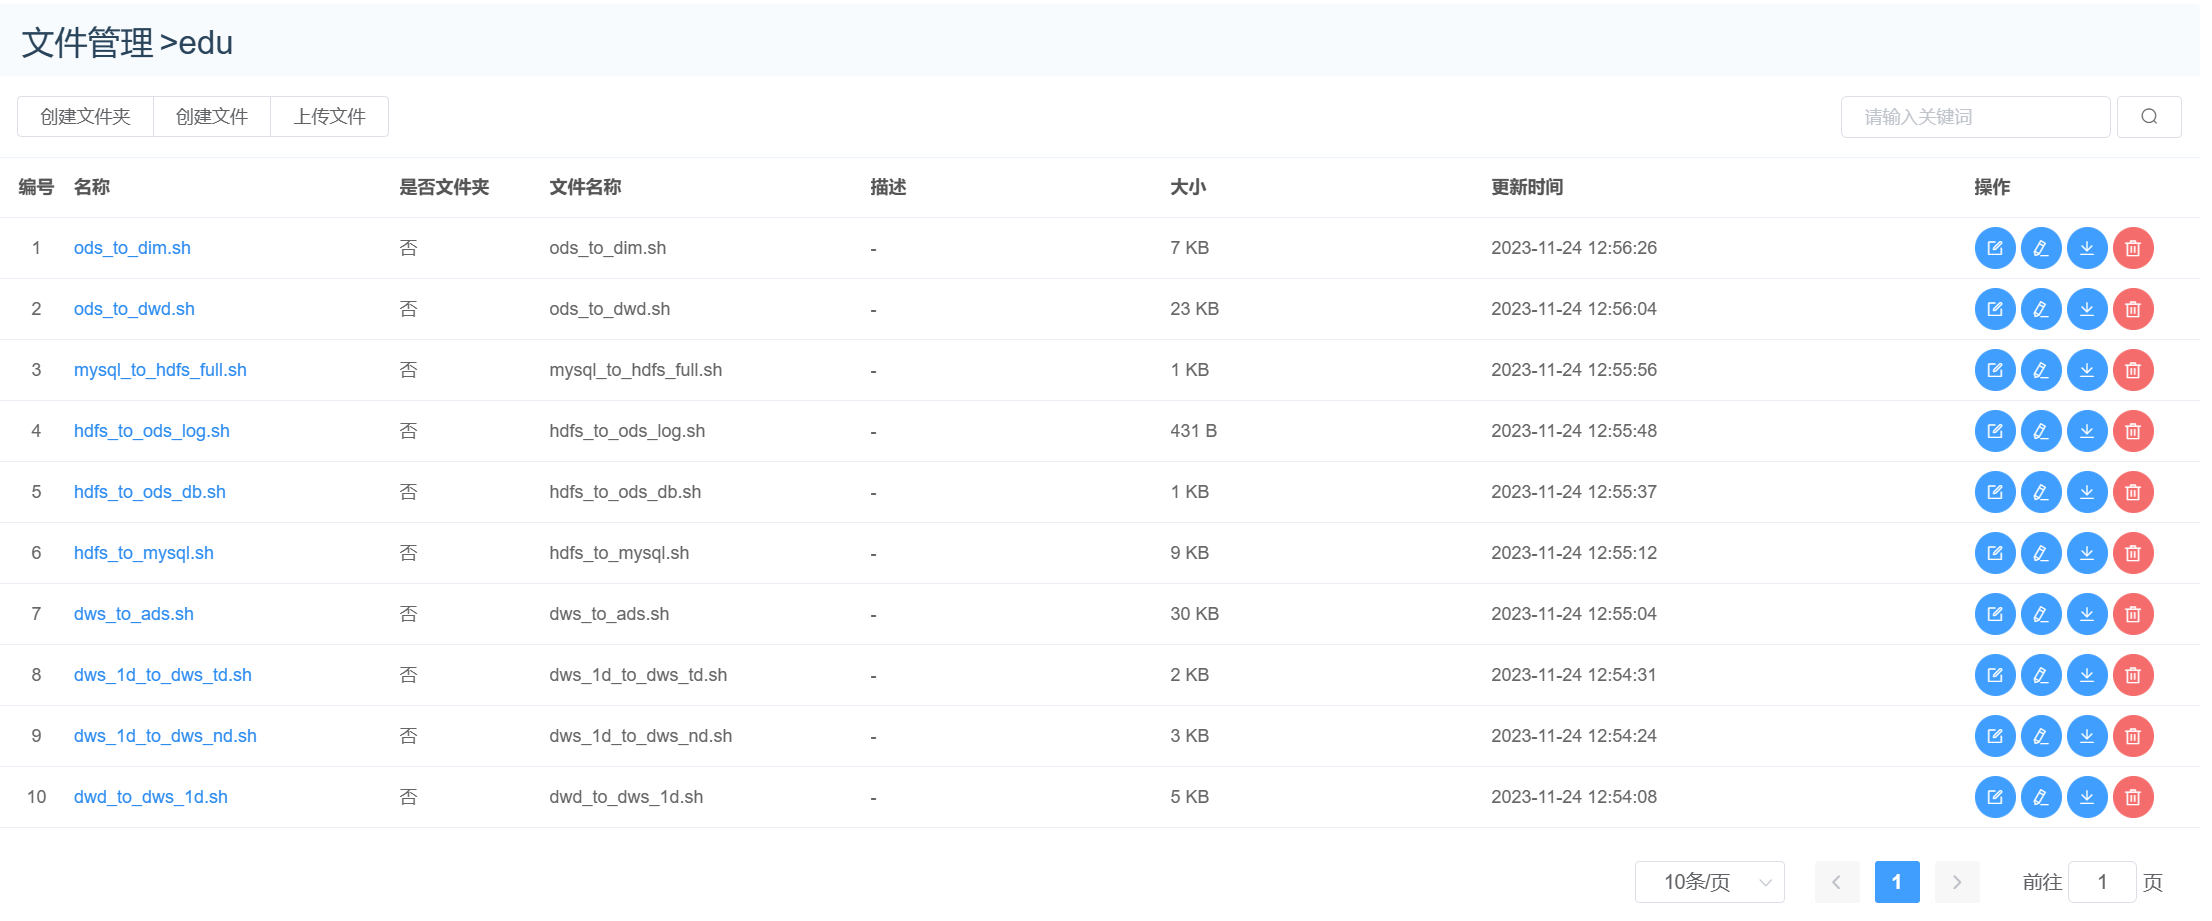 文件管理>edu
创建文件夹 创建文件 上传文件 请输入关键词
编号 名称 是否文件夹 文件名称 描述 大小 更新时间 操作
1 ods_to_dim.sh 否 ods_to_dim.sh - 7 KB 2023-11-24 12:56:26
2 ods_to_dwd.sh 否 ods_to_dwd.sh - 23 KB 2023-11-24 12:56:04
3 mysql_to_hdfs_full.sh 否 mysql_to_hdfs_full.sh - 1 KB 2023-11-24 12:55:56
4 hdfs_to_ods_log.sh 否 hdfs_to_ods_log.sh - 431 B 2023-11-24 12:55:48
5 hdfs_to_ods_db.sh 否 hdfs_to_ods_db.sh - 1 KB 2023-11-24 12:55:37
6 hdfs_to_mysql.sh 否 hdfs_to_mysql.sh - 9 KB 2023-11-24 12:55:12
7 dws_to_ads.sh 否 dws_to_ads.sh - 30 KB 2023-11-24 12:55:04
8 dws_1d_to_dws_td.sh 否 dws_1d_to_dws_td.sh - 2 KB 2023-11-24 12:54:31
9 dws_1d_to_dws_nd.sh 否 dws_1d_to_dws_nd.sh - 3 KB 2023-11-24 12:54:24
10 dwd_to_dws_1d.sh 否 dwd_to_dws_1d.sh - 5 KB 2023-11-24 12:54:08
10条/页 1 前往 1 页